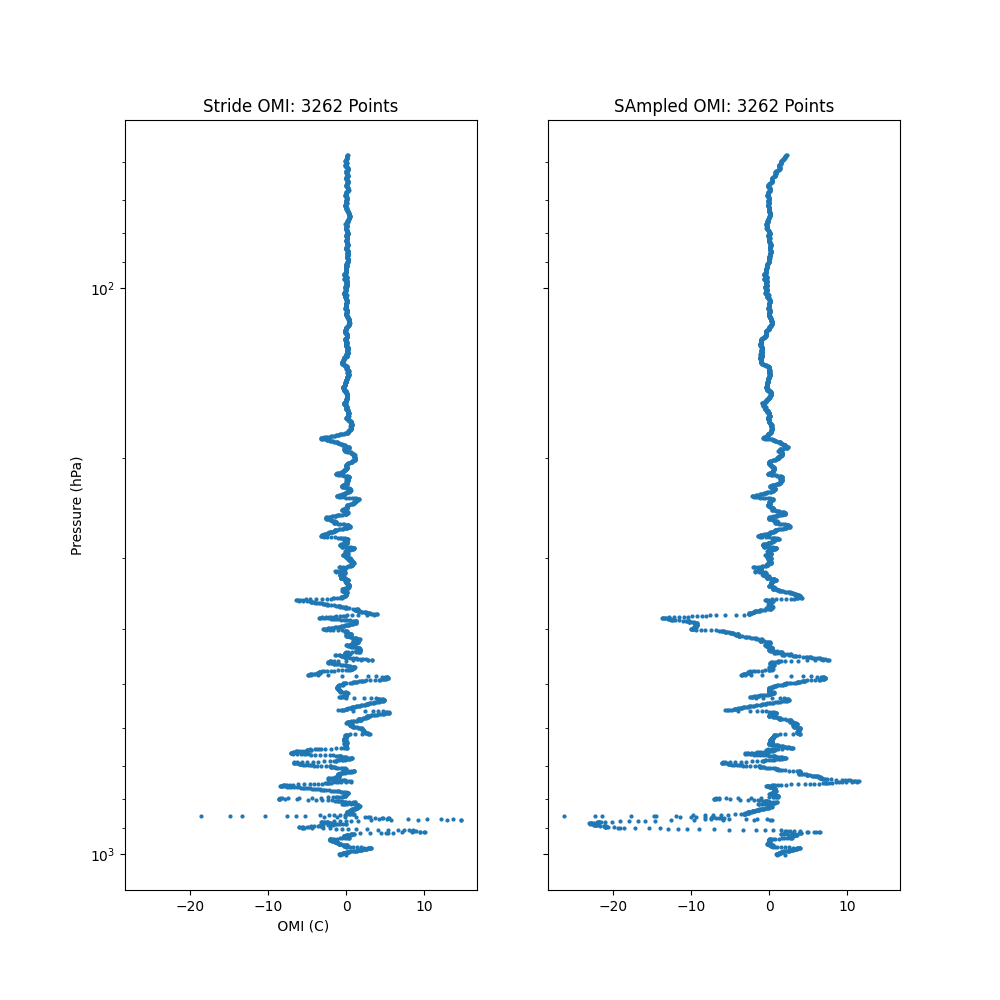 Stride OMI: 3262 Points
SAmpled OMI: 3262 Points
Pressure (hPa)
10²
10³
−20 −10 0 10
−20 −10 0 10
OMI (C)